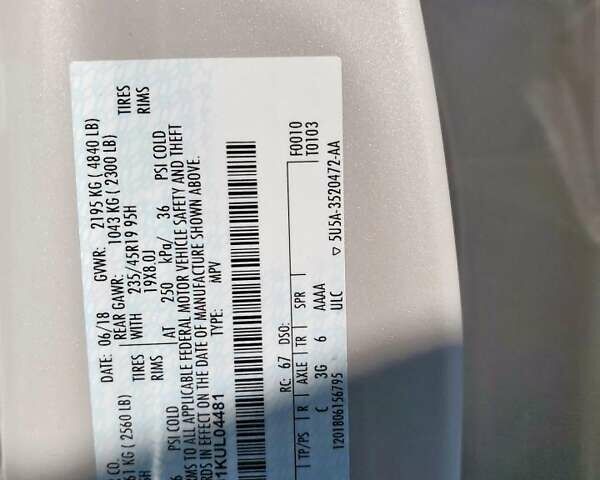 CO. DATE: 06/18 GVWR: 2195 KG ( 4840 LB)
61 KG ( 2560 LB) REAR GAWR: 1043 KG ( 2300 LB)
5H TIRES WITH 235/45R19 95H TIRES
RIMS 19X8.0J RIMS
6 PSI COLD AT 250 kPa/ 36 PSI COLD
RMS TO ALL APPLICABLE FEDERAL MOTOR VEHICLE SAFETY AND THEFT
RDS IN EFFECT ON THE DATE OF MANUFACTURE SHOWN ABOVE.
1KUL04481 TYPE: MPV
RC: 67 DSO: F0010
T0103
TP/PS R AXLE TR SPR
C 3G 6 AAAA
ULC
1201806156795 ▽ 5U5A-3520472-AA